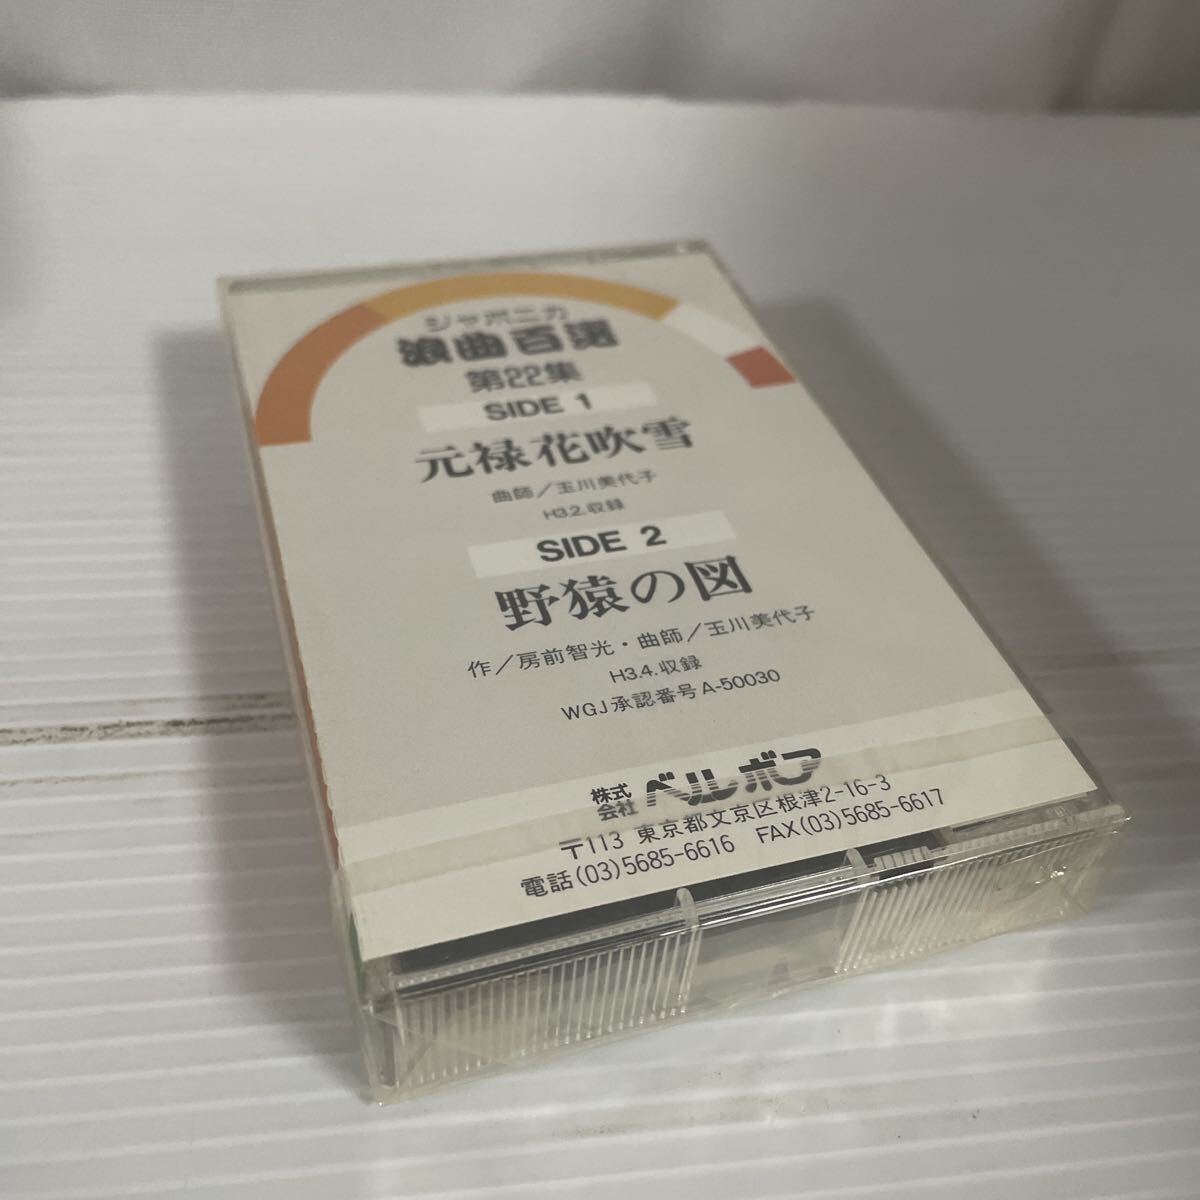 ジャポニカ
浪曲百選
第22集
SIDE 1
元禄花吹雪
曲師／玉川美代子
H3.2.収録
SIDE 2
野猿の図
作／房前智光・曲師／玉川美代子
H3.4.収録
WGJ承認番号A-50030
株式会社 ベルボア
〒113 東京都文京区根津2-16-3
電話(03)5685-6616 FAX(03)5685-6617